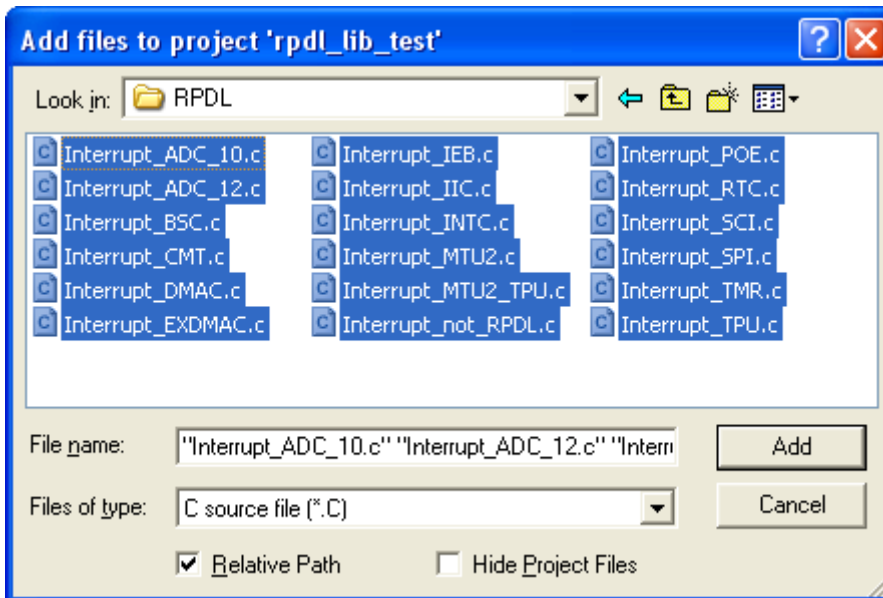 Add files to project 'rpdl_lib_test'
Look in: RPDL
Interrupt_ADC_10.c Interrupt_IEB.c Interrupt_POE.c
Interrupt_ADC_12.c Interrupt_IIC.c Interrupt_RTC.c
Interrupt_BSC.c Interrupt_INTC.c Interrupt_SCI.c
Interrupt_CMT.c Interrupt_MTU2.c Interrupt_SPI.c
Interrupt_DMAC.c Interrupt_MTU2_TPU.c Interrupt_TMR.c
Interrupt_EXDMAC.c Interrupt_not_RPDL.c Interrupt_TPU.c
File name: "Interrupt_ADC_10.c" "Interrupt_ADC_12.c" "Interru Add
Files of type: C source file (*.C) Cancel
Relative Path Hide Project Files